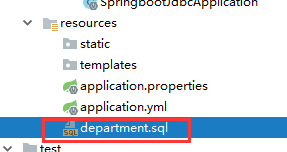 SpringbootJdbcApplication
resources
static
templates
application.properties
application.yml
department.sql
test